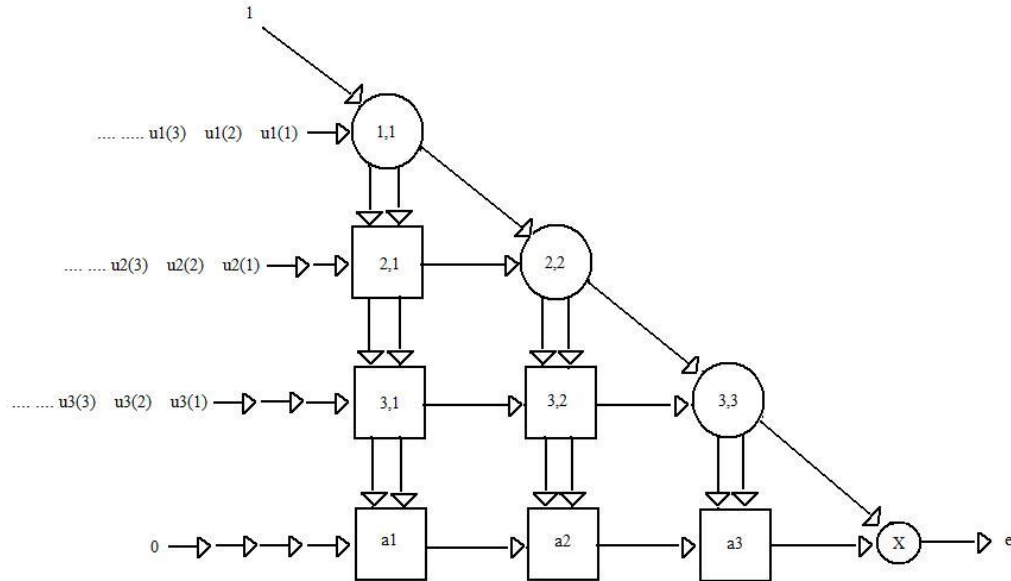 1
.... ..... u1(3) u1(2) u1(1) 1,1
.... .... u2(3) u2(2) u2(1) 2,1 2,2
.... .... u3(3) u3(2) u3(1) 3,1 3,2 3,3
0 a1 a2 a3 X e